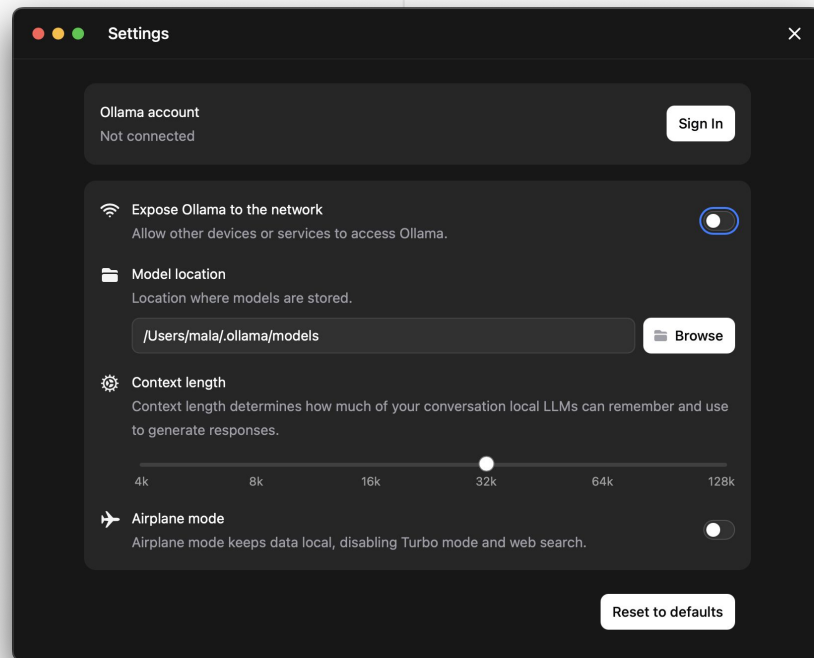 Settings
Ollama account
Not connected
Sign In
Expose Ollama to the network
Allow other devices or services to access Ollama.
Model location
Location where models are stored.
/Users/mala/.ollama/models
Browse
Context length
Context length determines how much of your conversation local LLMs can remember and use
to generate responses.
4k 8k 16k 32k 64k 128k
Airplane mode
Airplane mode keeps data local, disabling Turbo mode and web search.
Reset to defaults